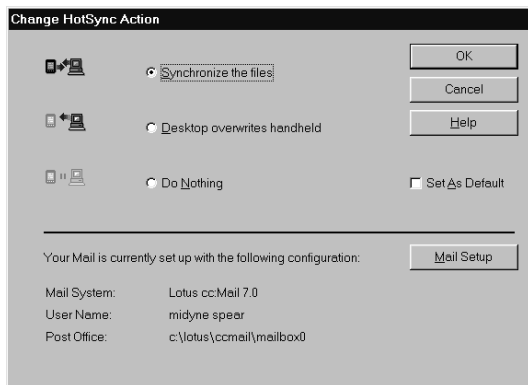 Change HotSync Action
OK
Synchronize the files
Cancel
Desktop overwrites handheld
Help
Do Nothing
Set As Default
Your Mail is currently set up with the following configuration:
Mail Setup
Mail System: Lotus cc:Mail 7.0
User Name: midyne spear
Post Office: c:\lotus\ccmail\mailbox0